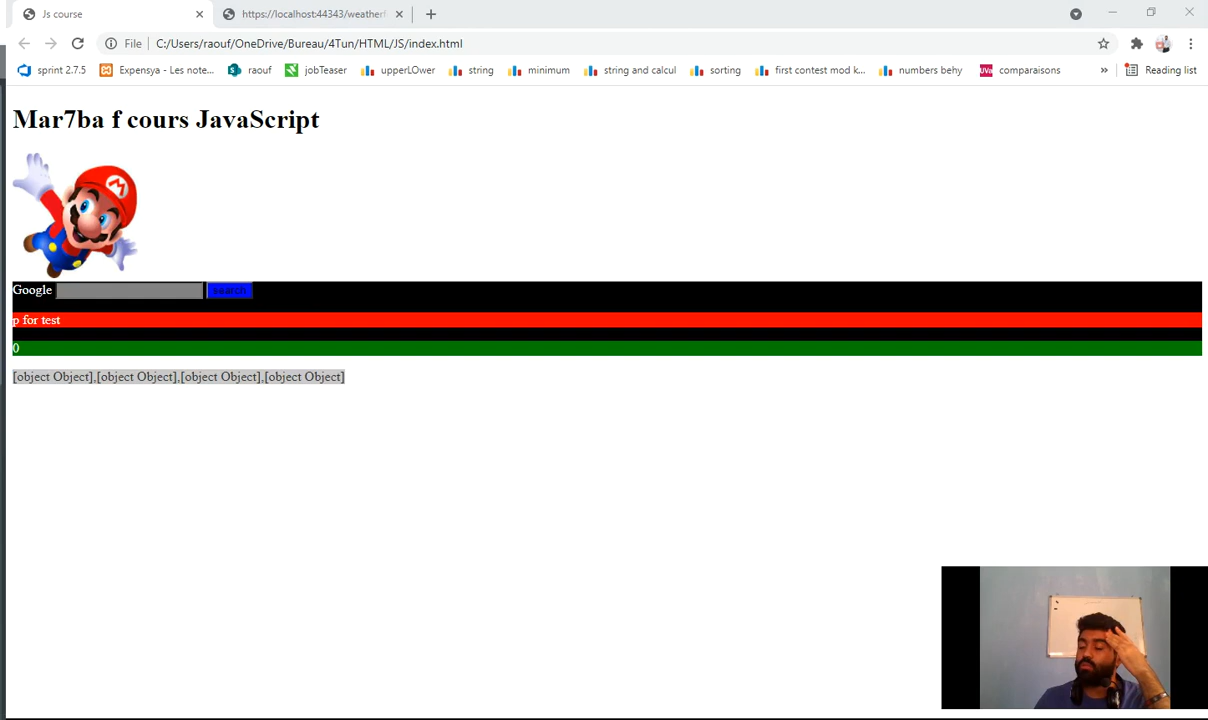 Js course
https://localhost:44343/weatherf
File
C:/Users/raouf/OneDrive/Bureau/4Tun/HTML/JS/index.html
sprint 2.7.5
Expensya - Les note...
raouf
jobTeaser
upperLOwer
string
minimum
string and calcul
sorting
first contest mod k...
numbers behy
UVa
comparaisons
»
Reading list
Mar7ba f cours JavaScript
M
Google search
p for test
0
[object Object],[object Object],[object Object],[object Object]